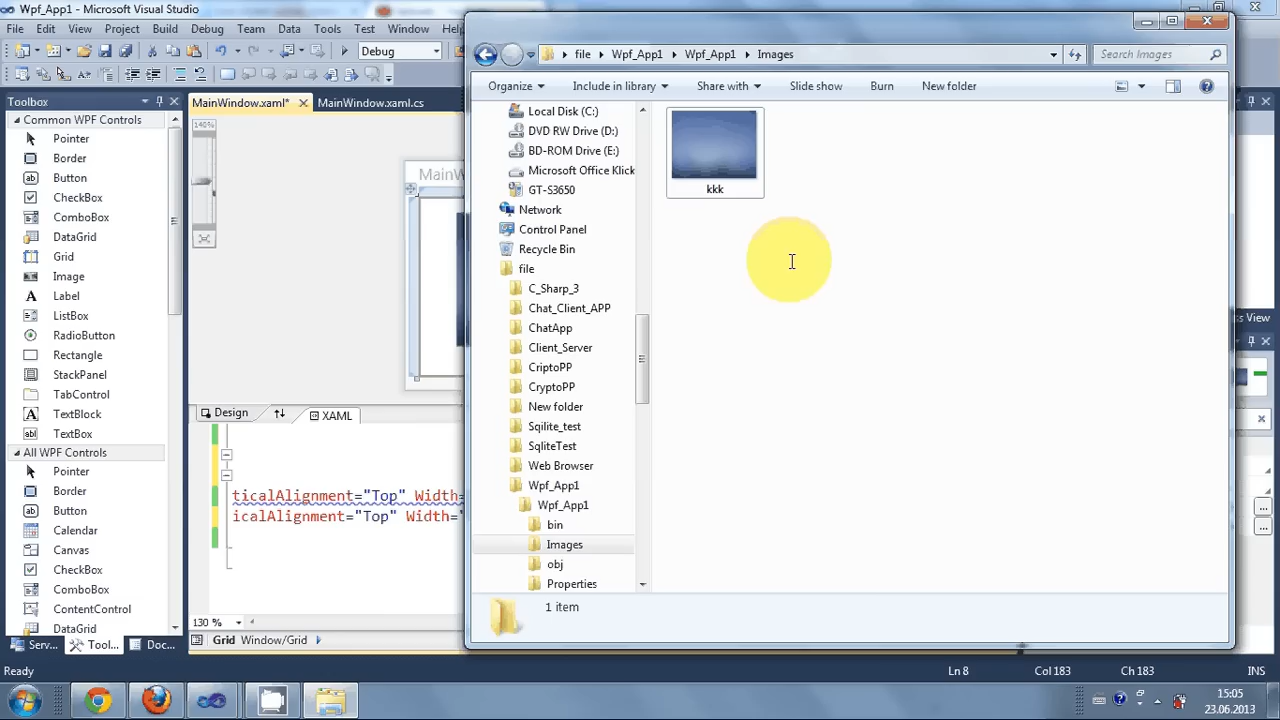 Wpf_App1 - Microsoft Visual Studio
File Edit View Project Build Debug Team Data Tools Test Window
Debug
Toolbox
MainWindow.xaml* MainWindow.xaml.cs
Common WPF Controls
Pointer
Border
Button
CheckBox
ComboBox
DataGrid
Grid
Image
Label
ListBox
RadioButton
Rectangle
StackPanel
TabControl
TextBlock
TextBox
All WPF Controls
Pointer
Border
Button
Calendar
Canvas
CheckBox
ComboBox
ContentControl
DataGrid
Serv... Tool... Doc...
140%
MainW
Design XAML
ticalAlignment="Top" Width=
icalAlignment="Top" Width="
130 %
Grid Window/Grid
file Wpf_App1 Wpf_App1 Images
Search Images
Organize Include in library Share with Slide show Burn New folder
Local Disk (C:)
DVD RW Drive (D:)
BD-ROM Drive (E:)
Microsoft Office Klick
GT-S3650
Network
Control Panel
Recycle Bin
file
C_Sharp_3
Chat_Client_APP
ChatApp
Client_Server
CriptoPP
CryptoPP
New folder
Sqilite_test
SqliteTest
Web Browser
Wpf_App1
Wpf_App1
bin
Images
obj
Properties
kkk
1 item
s View
Ready Ln 8 Col 183 Ch 183 INS
15:05
23.06.2013